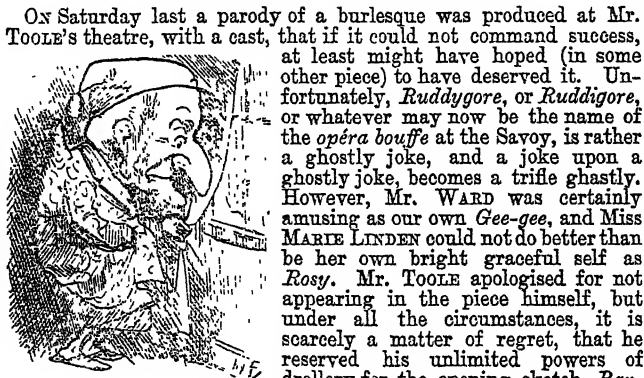 ON Saturday last a parody of a burlesque was produced at Mr.
TOOLE'S theatre, with a cast, that if it could not command success,
at least might have hoped (in some
other piece) to have deserved it. Un-
fortunately, Ruddygore, or Ruddigore,
or whatever may now be the name of
the opéra bouffe at the Savoy, is rather
a ghostly joke, and a joke upon a
ghostly joke, becomes a trifle ghastly.
However, Mr. WARD was certainly
amusing as our own Gee-gee, and Miss
MARIE LINDEN could not do better than
be her own bright graceful self as
Rosy. Mr. TOOLE apologised for not
appearing in the piece himself, but
under all the circumstances, it is
scarcely a matter of regret, that he
reserved his unlimited powers of
drollery for the opening sketch,